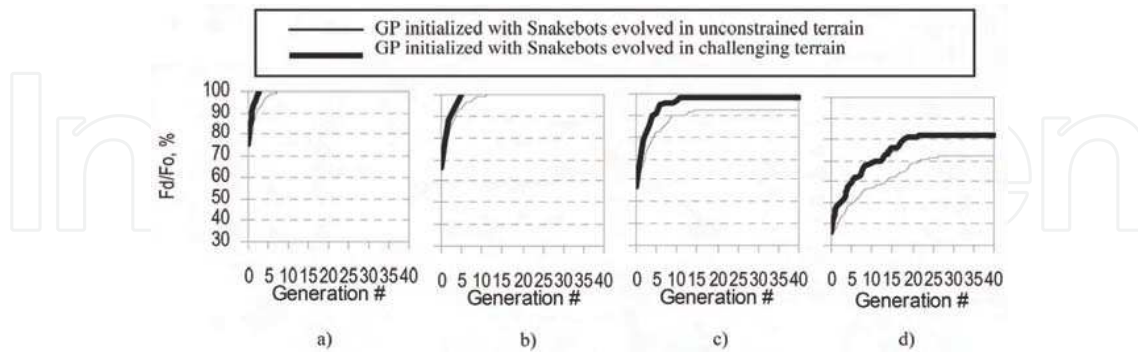 GP initialized with Snakebots evolved in unconstrained terrain
GP initialized with Snakebots evolved in challenging terrain
Fd/Fo, %
100
90
80
70
60
50
40
30
0 5 10 15 20 25 30 35 40
Generation #
0 5 10 15 20 25 30 35 40
Generation #
0 5 10 15 20 25 30 35 40
Generation #
0 5 10 15 20 25 30 35 40
Generation #
a) b) c) d)